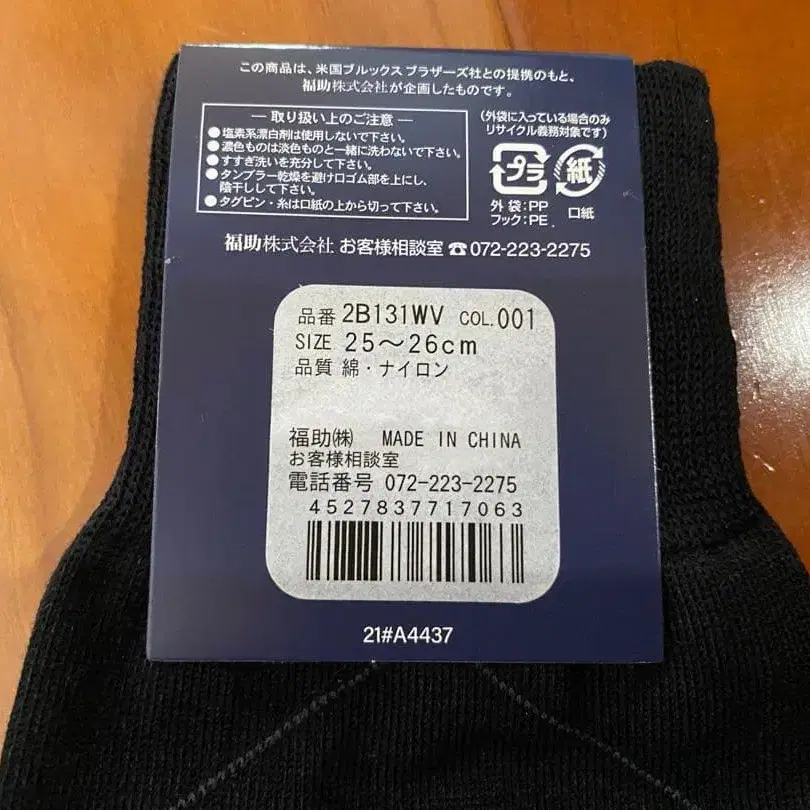 この商品は、米国ブルックス ブラザーズ社との提携のもと、
福助株式会社が企画したものです。
― 取り扱い上のご注意 ―
●塩素系漂白剤は使用しないで下さい。
●濃色ものは淡色ものと一緒に洗わないで下さい。
●すすぎ洗いを充分して下さい。
●タンブラー乾燥を避け口ゴム部を上にし、
陰干しして下さい。
●タグピン・糸は口紙の上から切って下さい。
(外袋に入っている場合のみ
リサイクル義務対象です)
プラ 紙
外袋:PP
フック:PE
口紙
福助株式会社 お客様相談室 ☎072-223-2275
品番 2B131WV COL.001
SIZE 25～26cm
品質 綿・ナイロン
福助㈱ MADE IN CHINA
お客様相談室
電話番号 072-223-2275
4527837717063
21#A4437